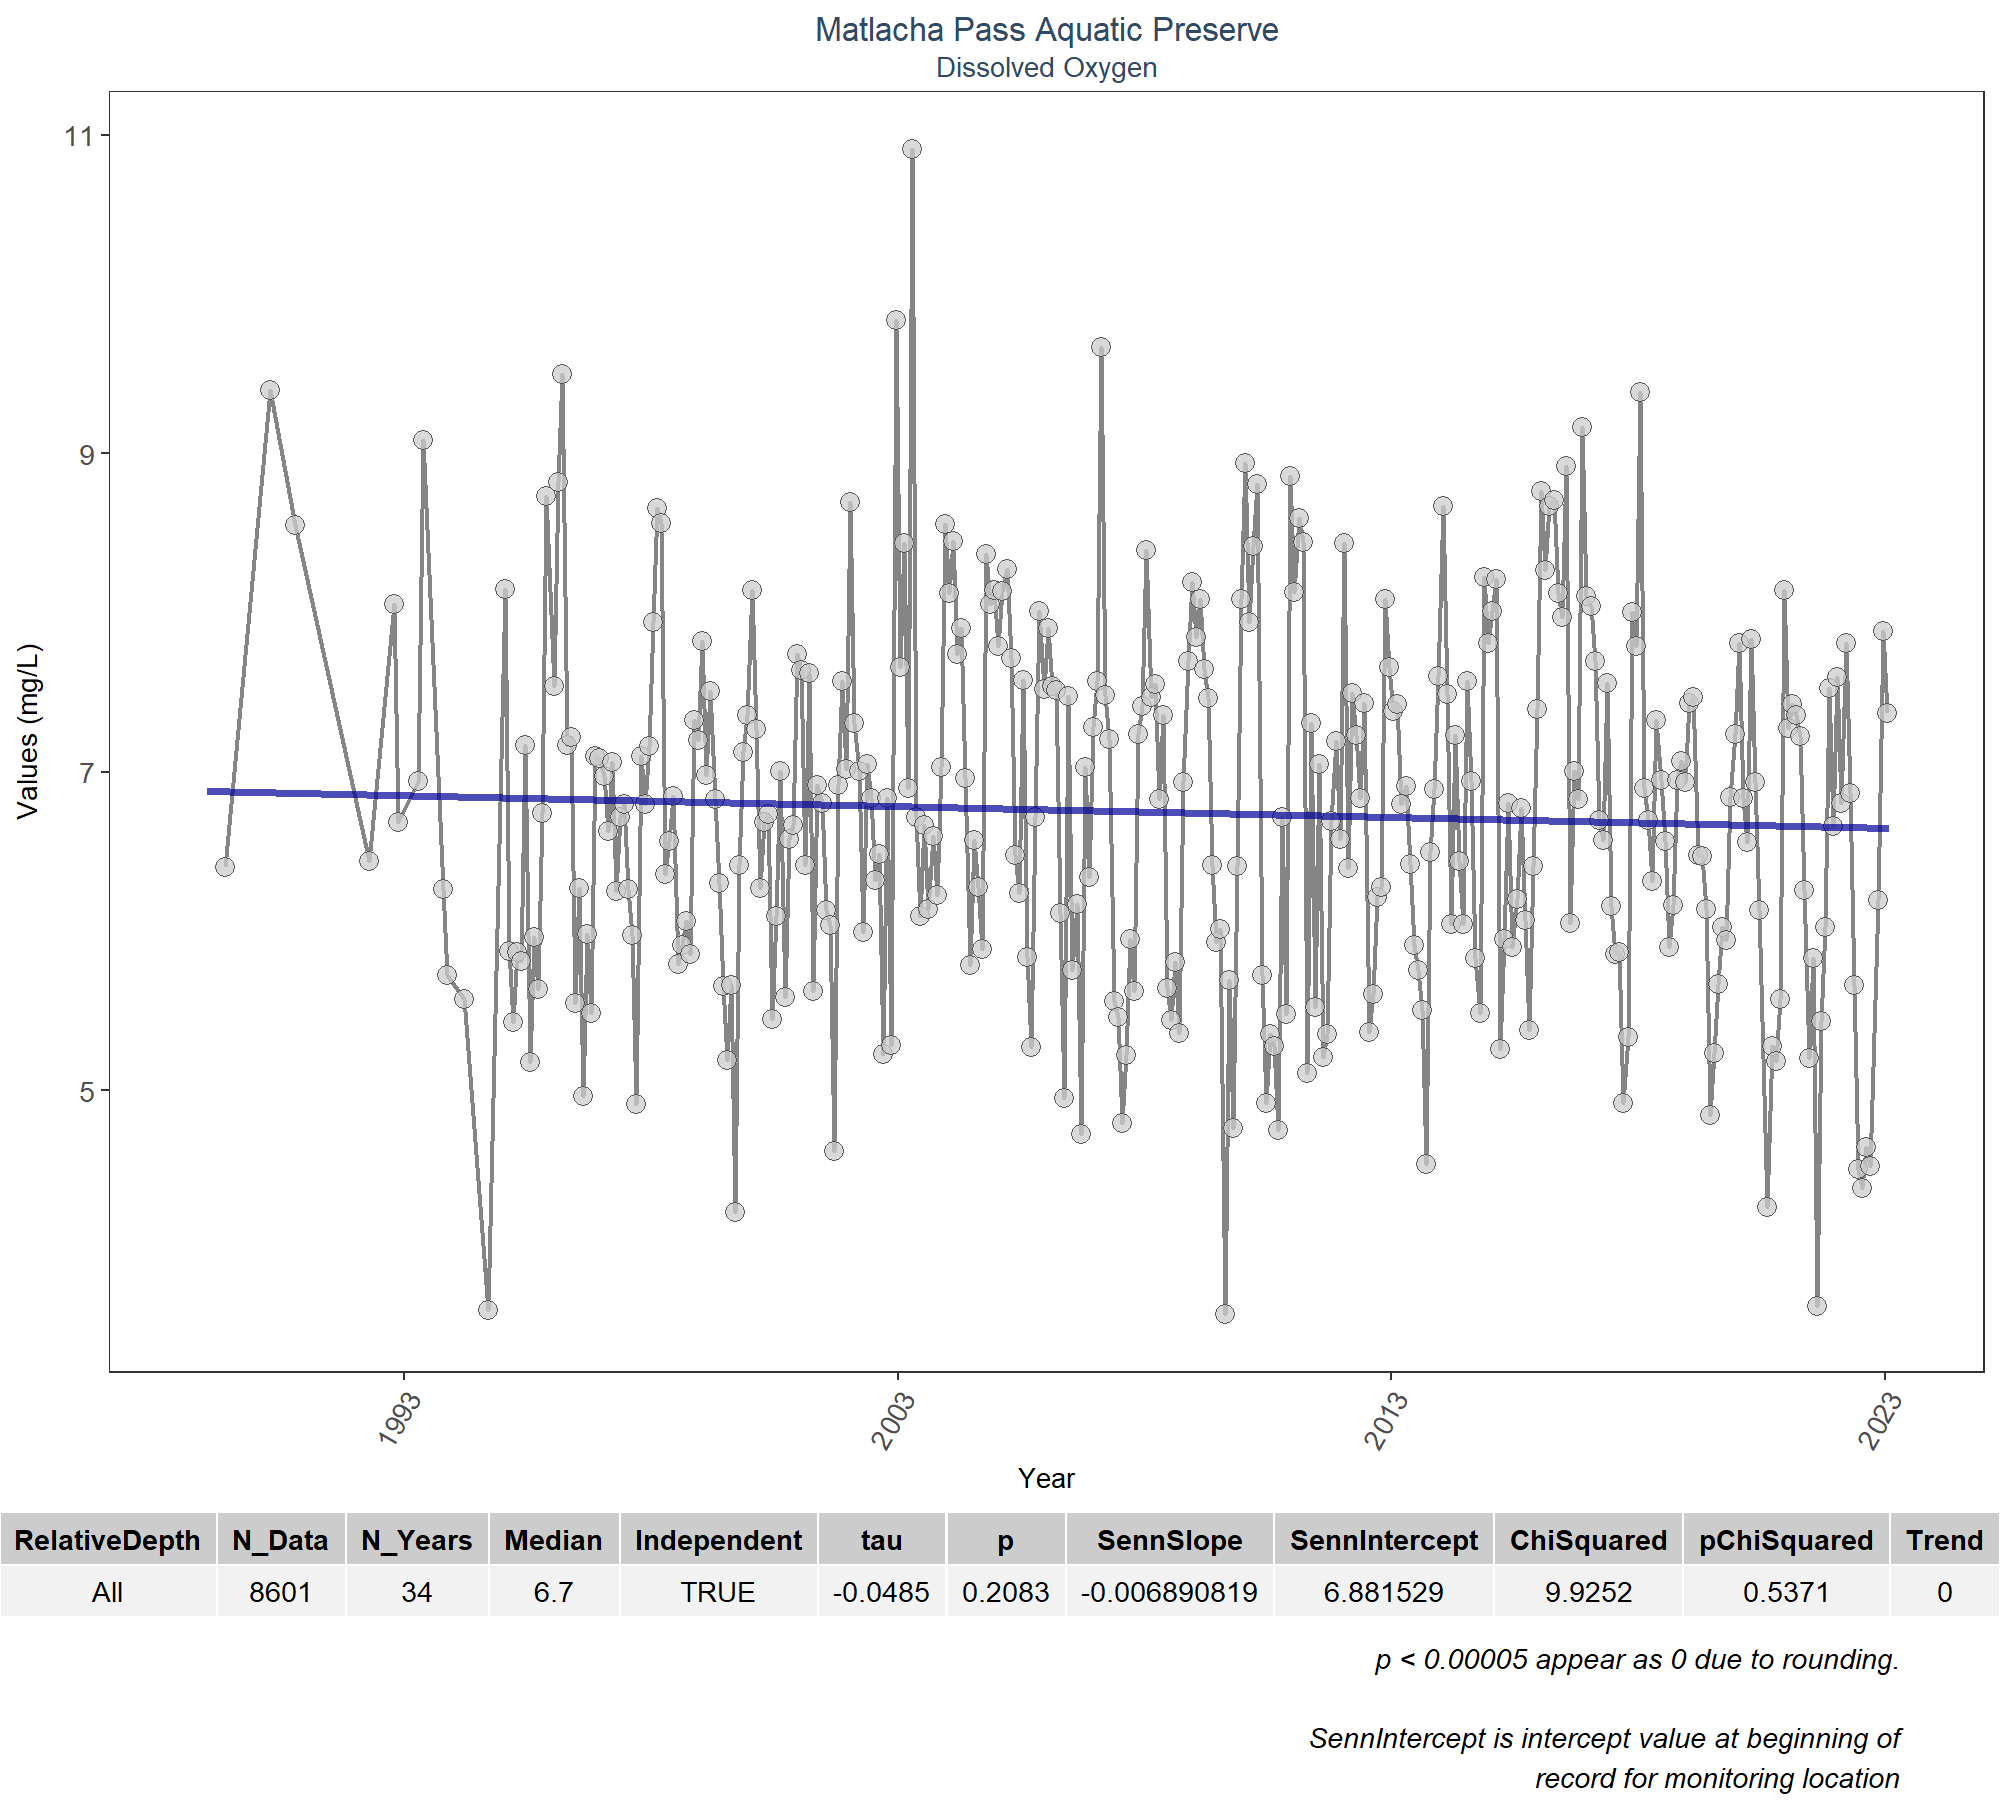 Matlacha Pass Aquatic Preserve
Dissolved Oxygen
Values (mg/L)
11
9
7
5
1993
2003
2013
2023
Year
RelativeDepth N_Data N_Years Median Independent tau p SennSlope SennIntercept ChiSquared pChiSquared Trend
All 8601 34 6.7 TRUE -0.0485 0.2083 -0.006890819 6.881529 9.9252 0.5371 0
p < 0.00005 appear as 0 due to rounding.
SennIntercept is intercept value at beginning of
record for monitoring location